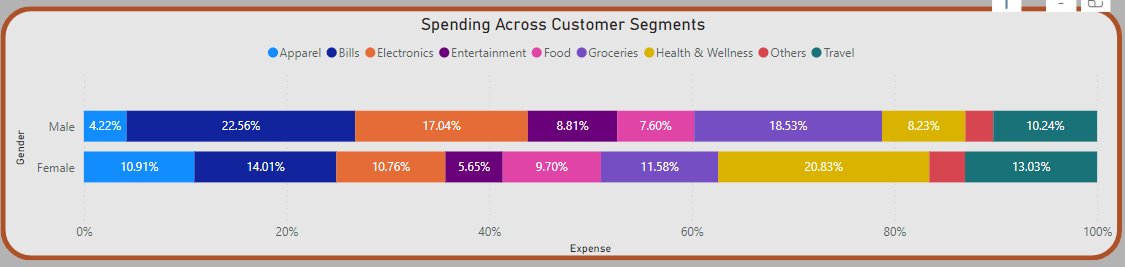 Spending Across Customer Segments
Apparel Bills Electronics Entertainment Food Groceries Health & Wellness Others Travel
Gender
Male 4.22% 22.56% 17.04% 8.81% 7.60% 18.53% 8.23% 10.24%
Female 10.91% 14.01% 10.76% 5.65% 9.70% 11.58% 20.83% 13.03%
0% 20% 40% 60% 80% 100%
Expense